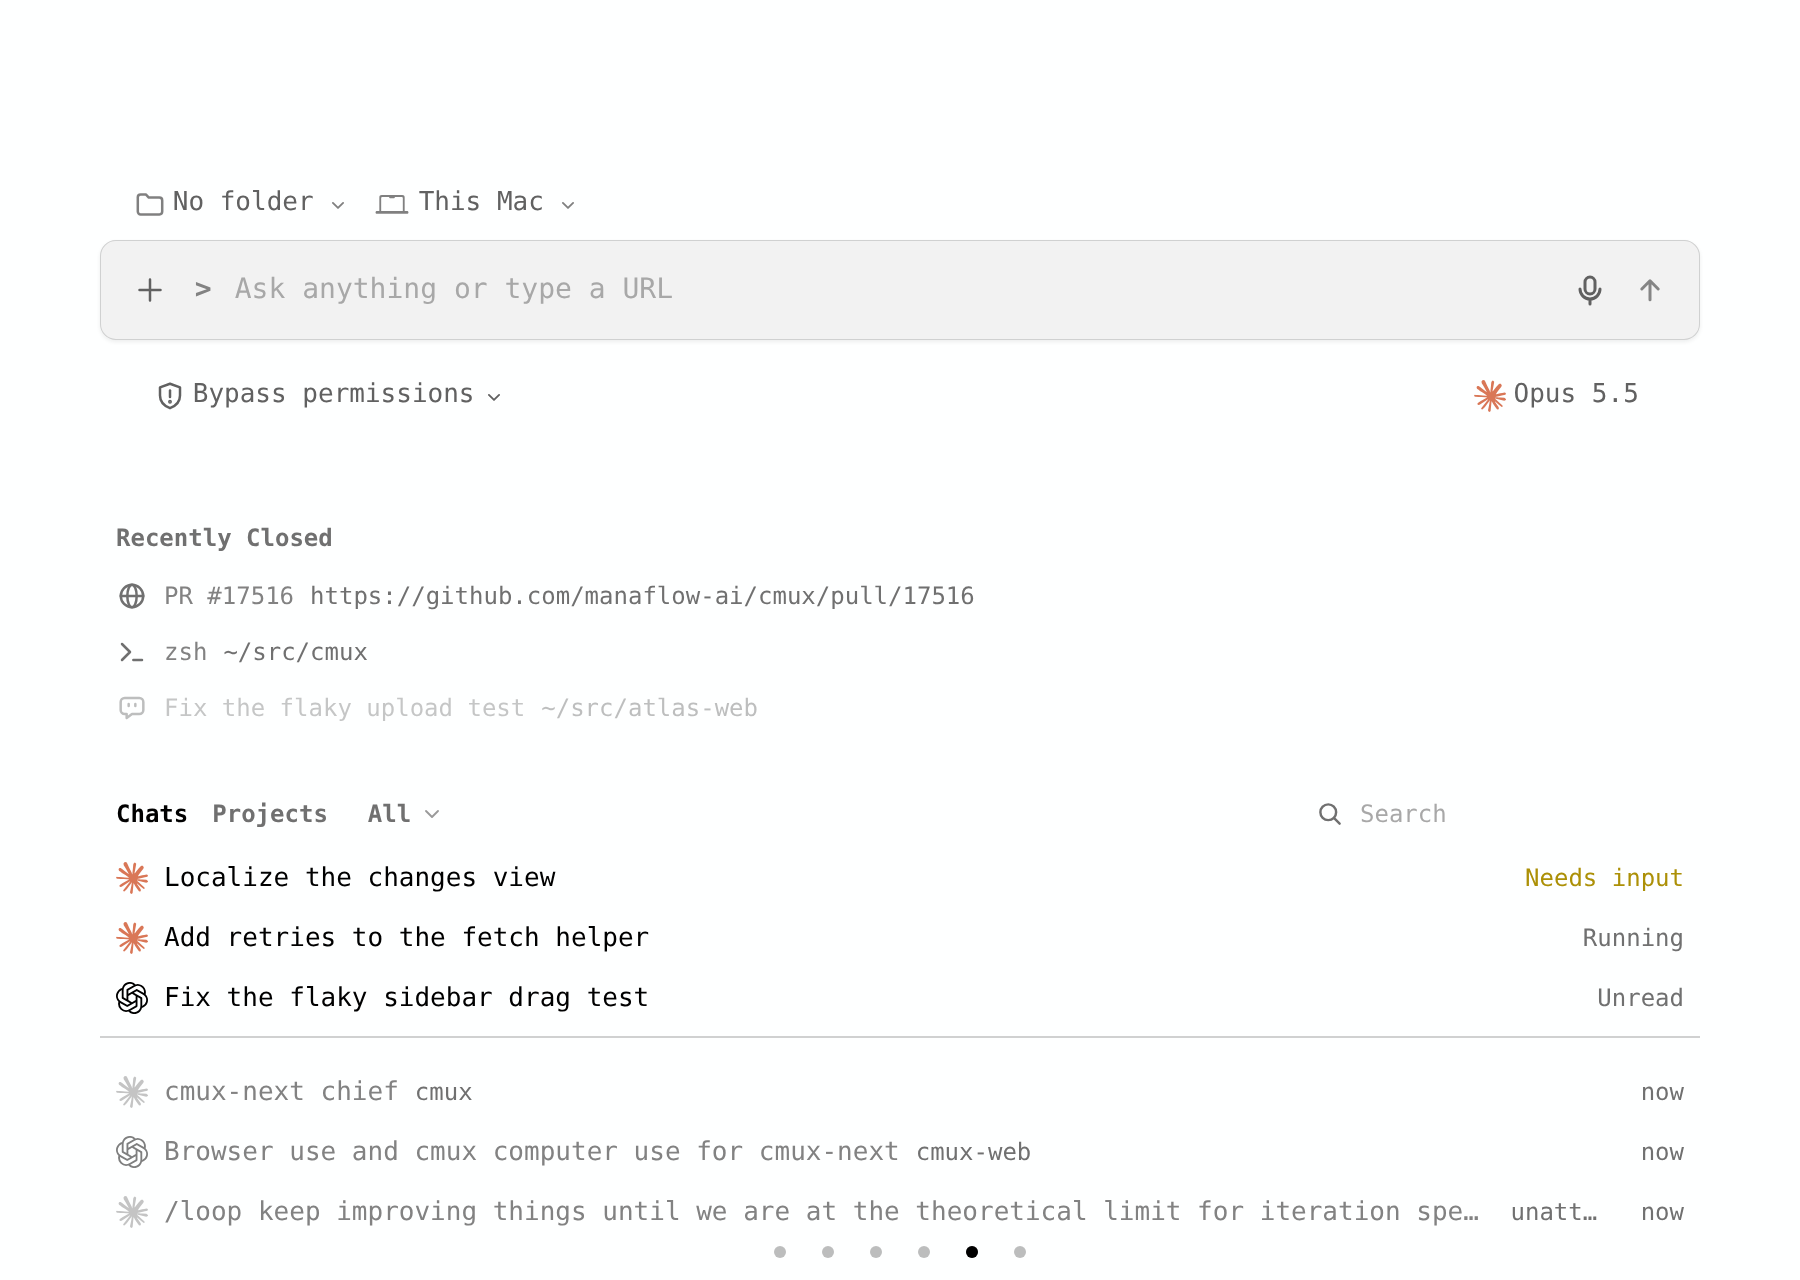 No folder This Mac
> Ask anything or type a URL
Bypass permissions Opus 5.5
Recently Closed
PR #17516 https://github.com/manaflow-ai/cmux/pull/17516
zsh ~/src/cmux
Fix the flaky upload test ~/src/atlas-web
Chats Projects All Search
Localize the changes view Needs input
Add retries to the fetch helper Running
Fix the flaky sidebar drag test Unread
cmux-next chief cmux now
Browser use and cmux computer use for cmux-next cmux-web now
/loop keep improving things until we are at the theoretical limit for iteration spe… unatt… now